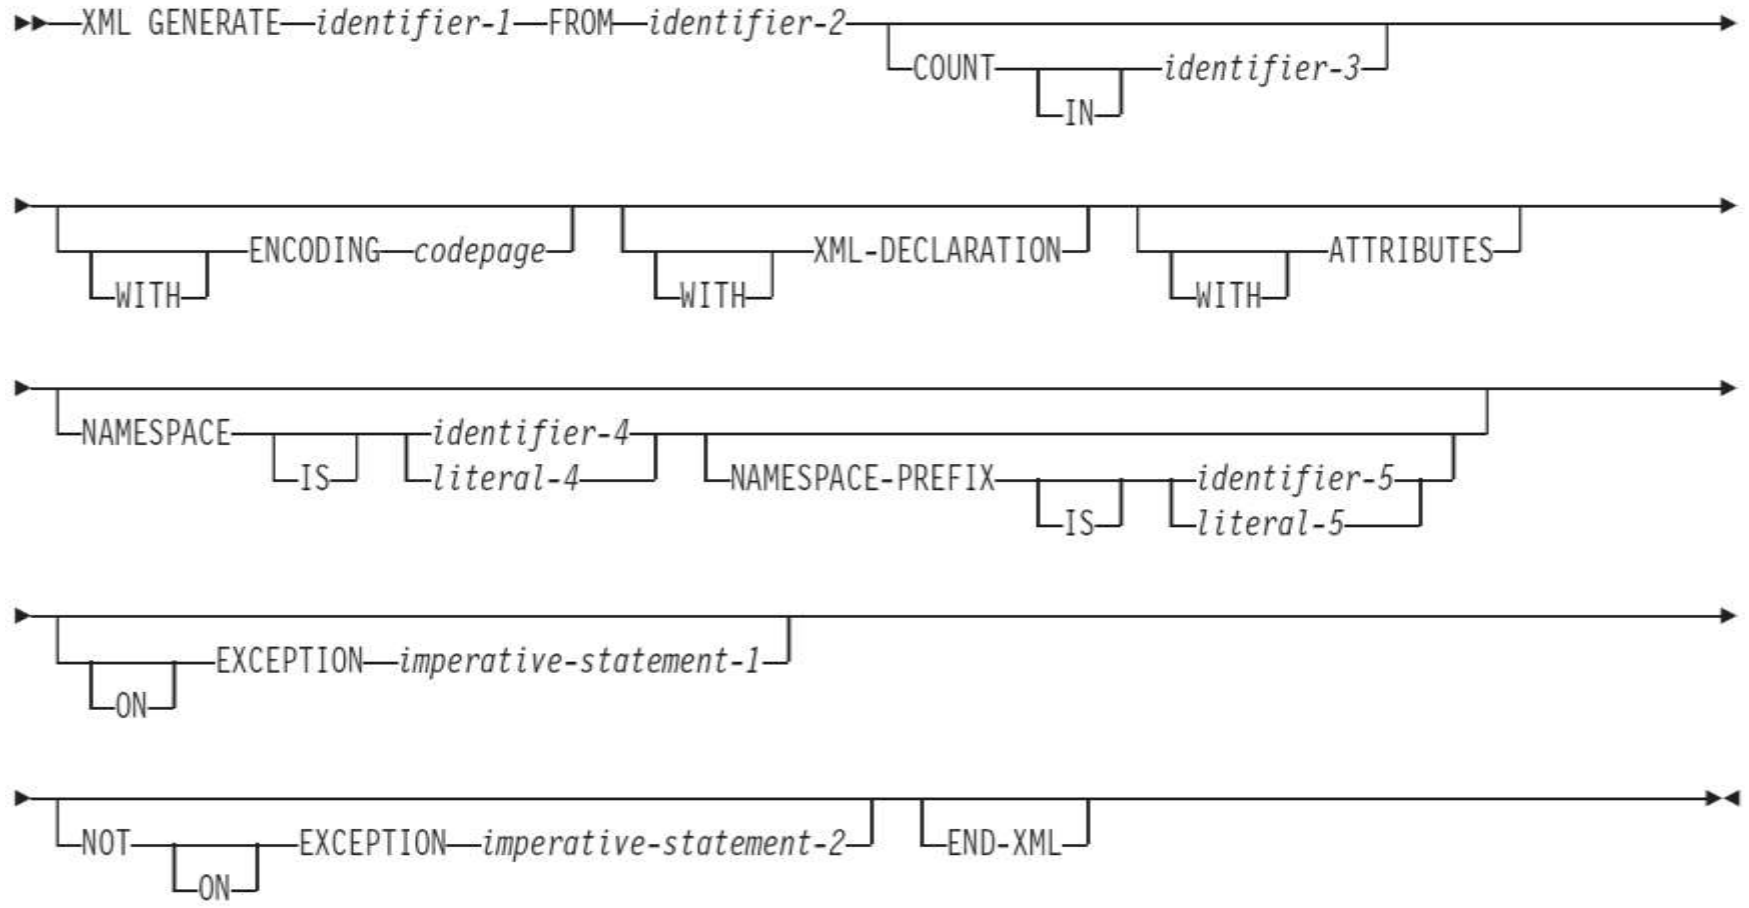 XML GENERATE identifier-1 FROM identifier-2
COUNT identifier-3
IN
ENCODING codepage XML-DECLARATION ATTRIBUTES
WITH WITH WITH
NAMESPACE identifier-4
IS literal-4 NAMESPACE-PREFIX identifier-5
IS literal-5
EXCEPTION imperative-statement-1
ON
NOT EXCEPTION imperative-statement-2 END-XML
ON